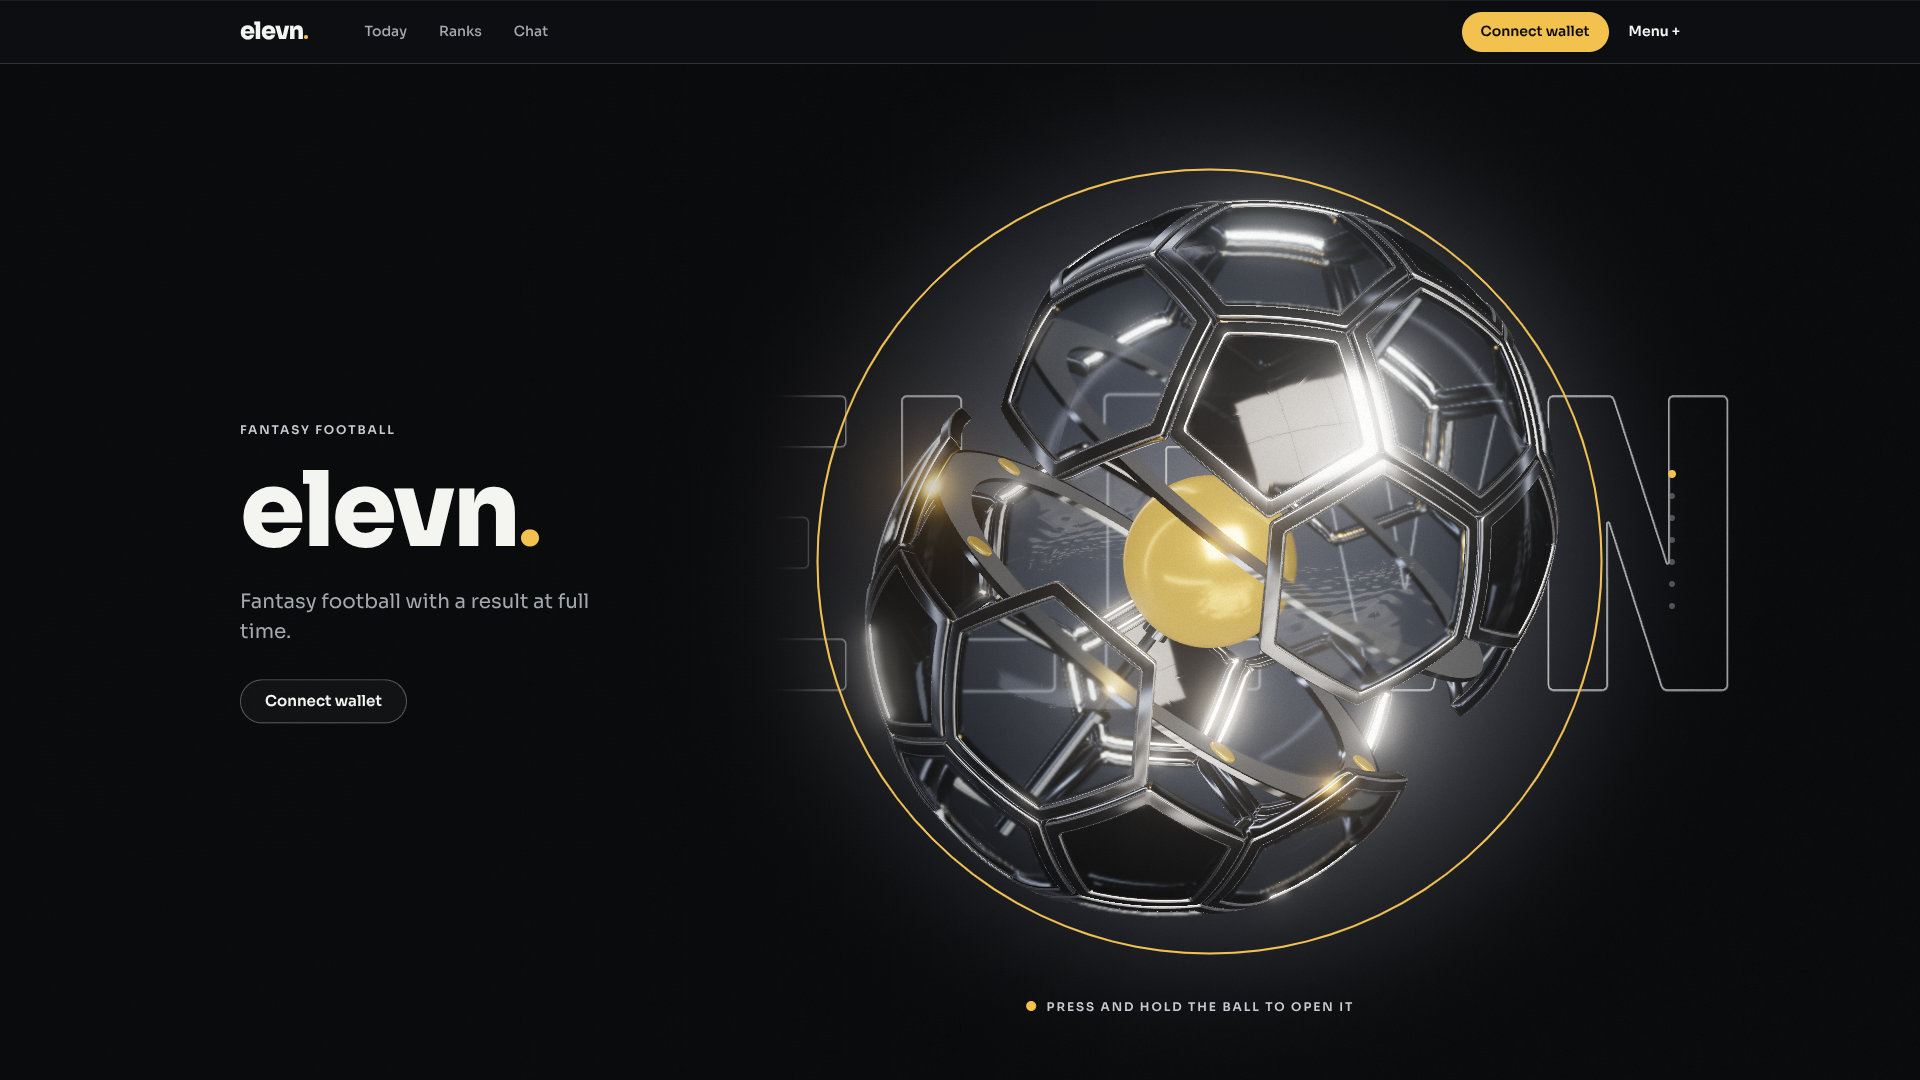 elevn.
Today
Ranks
Chat
Connect wallet
Menu +
FANTASY FOOTBALL
elevn.
Fantasy football with a result at full
time.
Connect wallet
PRESS AND HOLD THE BALL TO OPEN IT